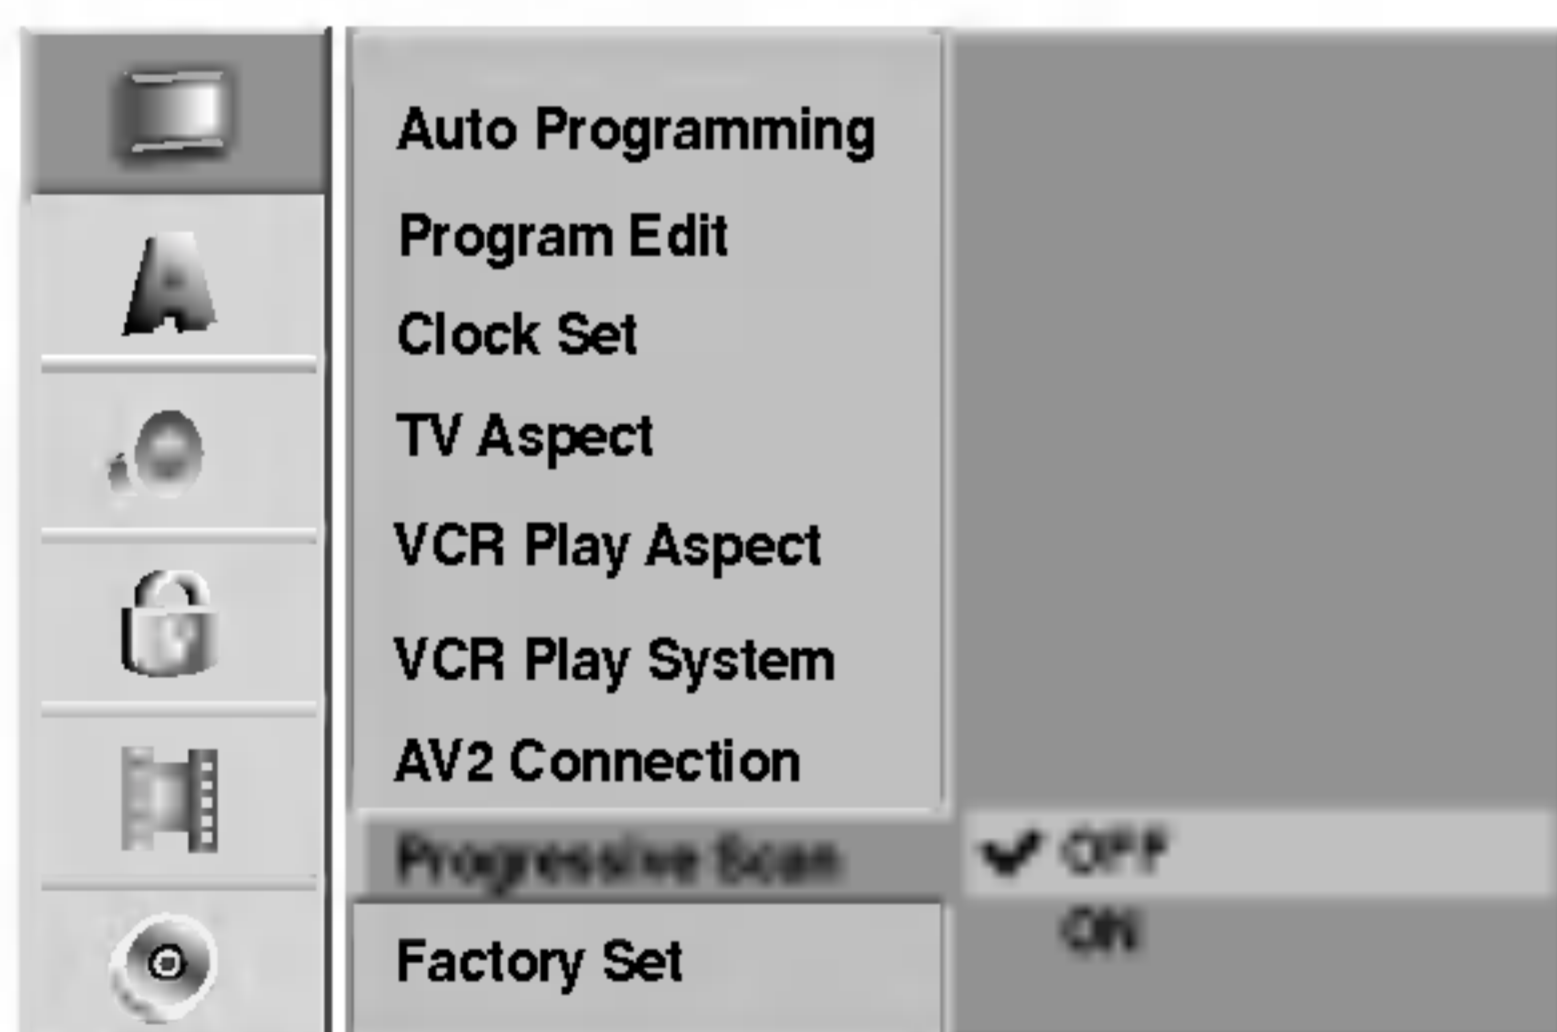 Auto Programming
Program Edit
Clock Set
TV Aspect
VCR Play Aspect
VCR Play System
AV2 Connection
Progressive Scan
OFF
ON
Factory Set